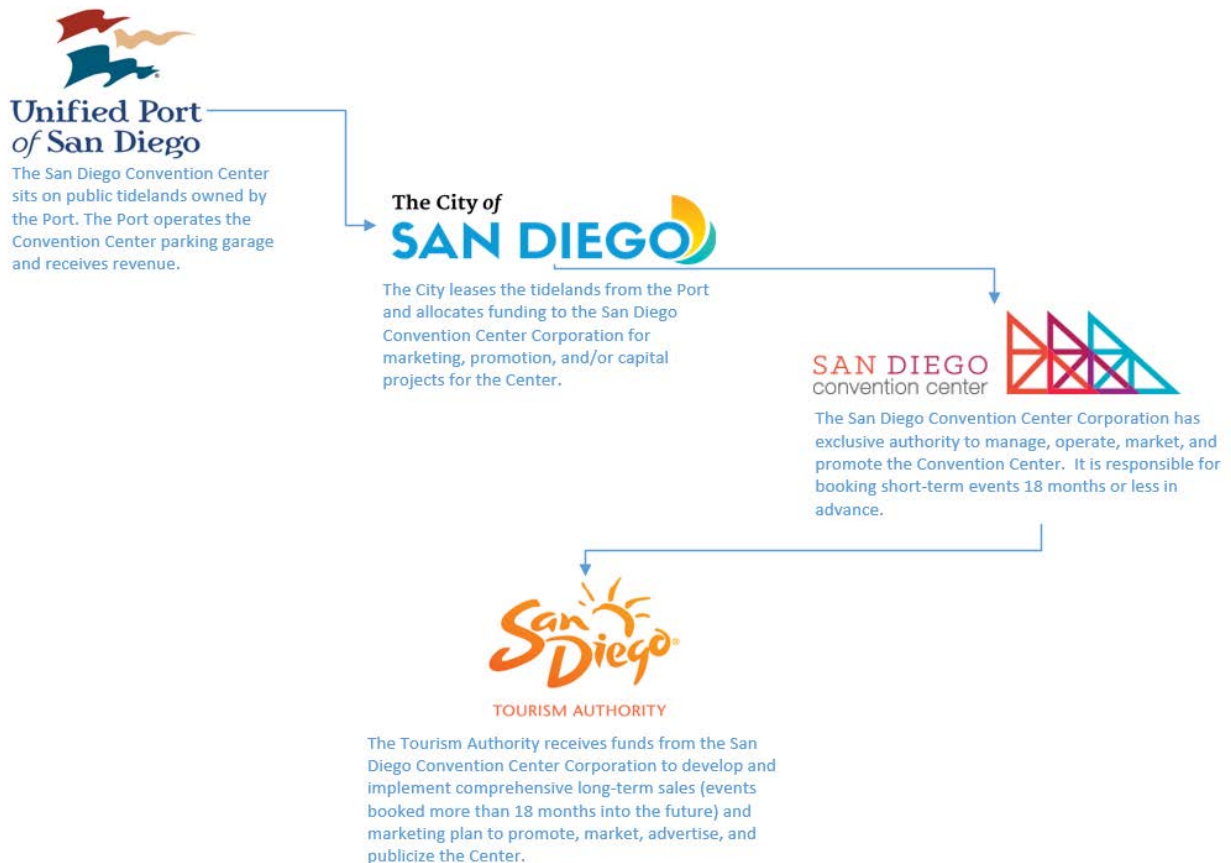 Unified Port
of San Diego
The San Diego Convention Center
sits on public tidelands owned by
the Port. The Port operates the
Convention Center parking garage
and receives revenue.
The City of
SAN DIEGO
The City leases the tidelands from the Port
and allocates funding to the San Diego
Convention Center Corporation for
marketing, promotion, and/or capital
projects for the Center.
SAN DIEGO
convention center
The San Diego Convention Center Corporation has
exclusive authority to manage, operate, market, and
promote the Convention Center.  It is responsible for
booking short-term events 18 months or less in
advance.
San
Diego
TOURISM AUTHORITY
The Tourism Authority receives funds from the San
Diego Convention Center Corporation to develop and
implement comprehensive long-term sales (events
booked more than 18 months into the future) and
marketing plan to promote, market, advertise, and
publicize the Center.